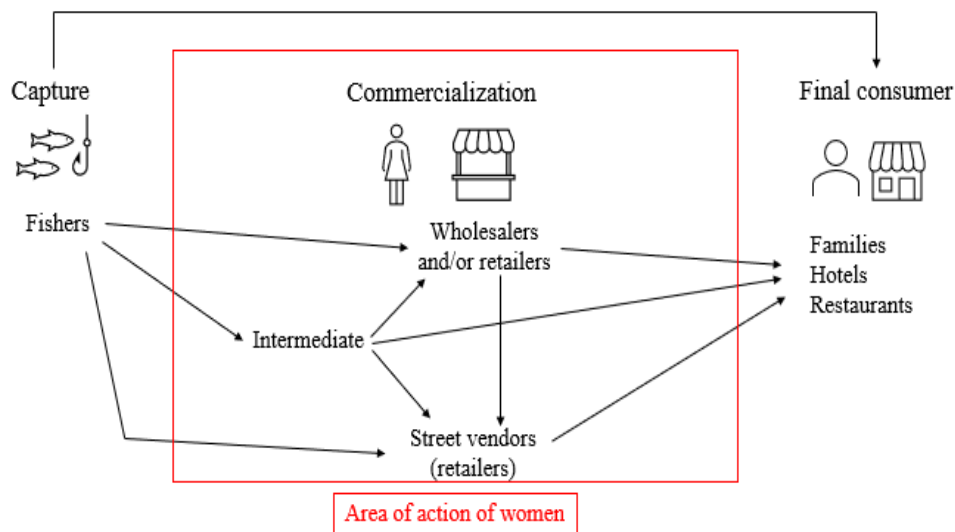 Capture
Commercialization
Final consumer
Fishers
Wholesalers
and/or retailers
Families
Hotels
Restaurants
Intermediate
Street vendors
(retailers)
Area of action of women